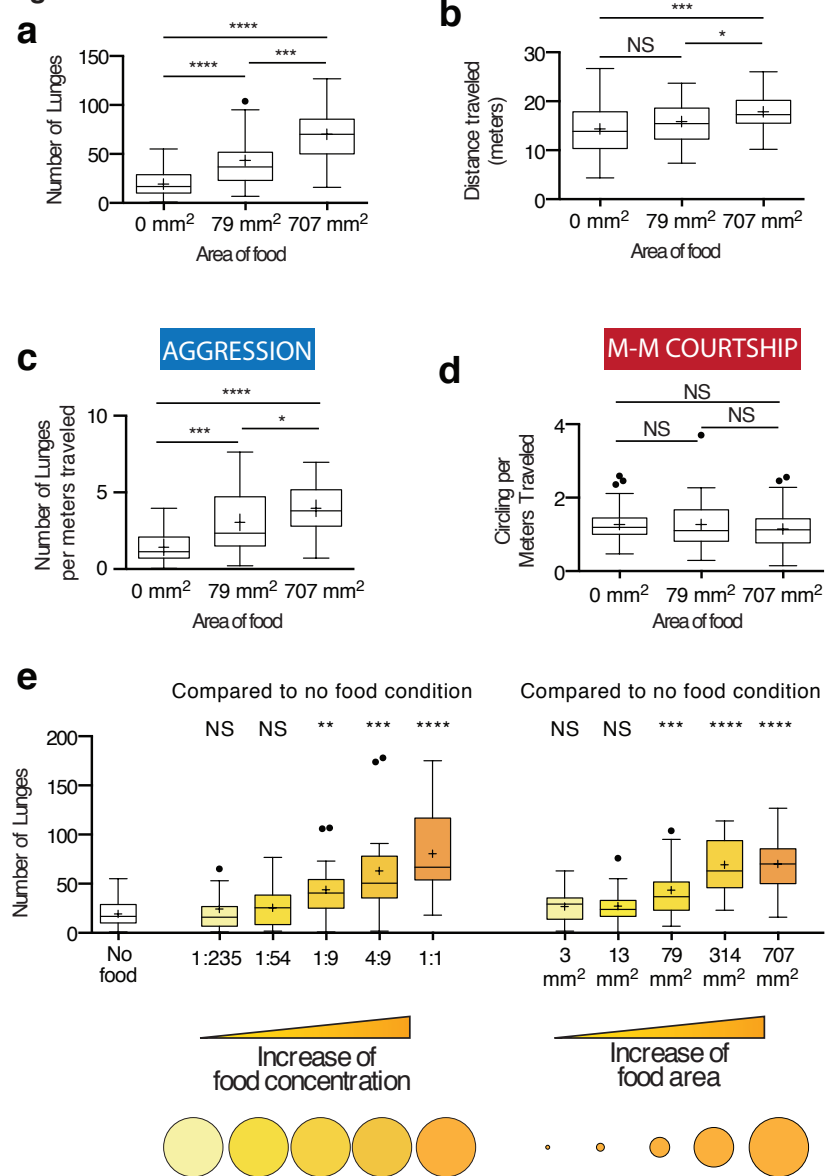 a
****
****
***
150
100
50
0
Number of Lunges
0 mm2 79 mm2 707 mm2
Area of food
b
***
NS
*
30
20
10
0
Distance traveled
(meters)
0 mm2 79 mm2 707 mm2
Area of food
c
AGGRESSION
****
***
*
10
5
0
Number of Lunges
per meters traveled
0 mm2 79 mm2 707 mm2
Area of food
d
M-M COURTSHIP
NS
NS
NS
4
2
0
Circling per
Meters Traveled
0 mm2 79 mm2 707 mm2
Area of food
e
Compared to no food condition
NS NS ** *** ****
Compared to no food condition
NS NS *** **** ****
200
150
100
50
0
Number of Lunges
No
food
1:235 1:54 1:9 4:9 1:1
3 13 79 314 707
mm2 mm2 mm2 mm2 mm2
Increase of
food concentration
Increase of
food area